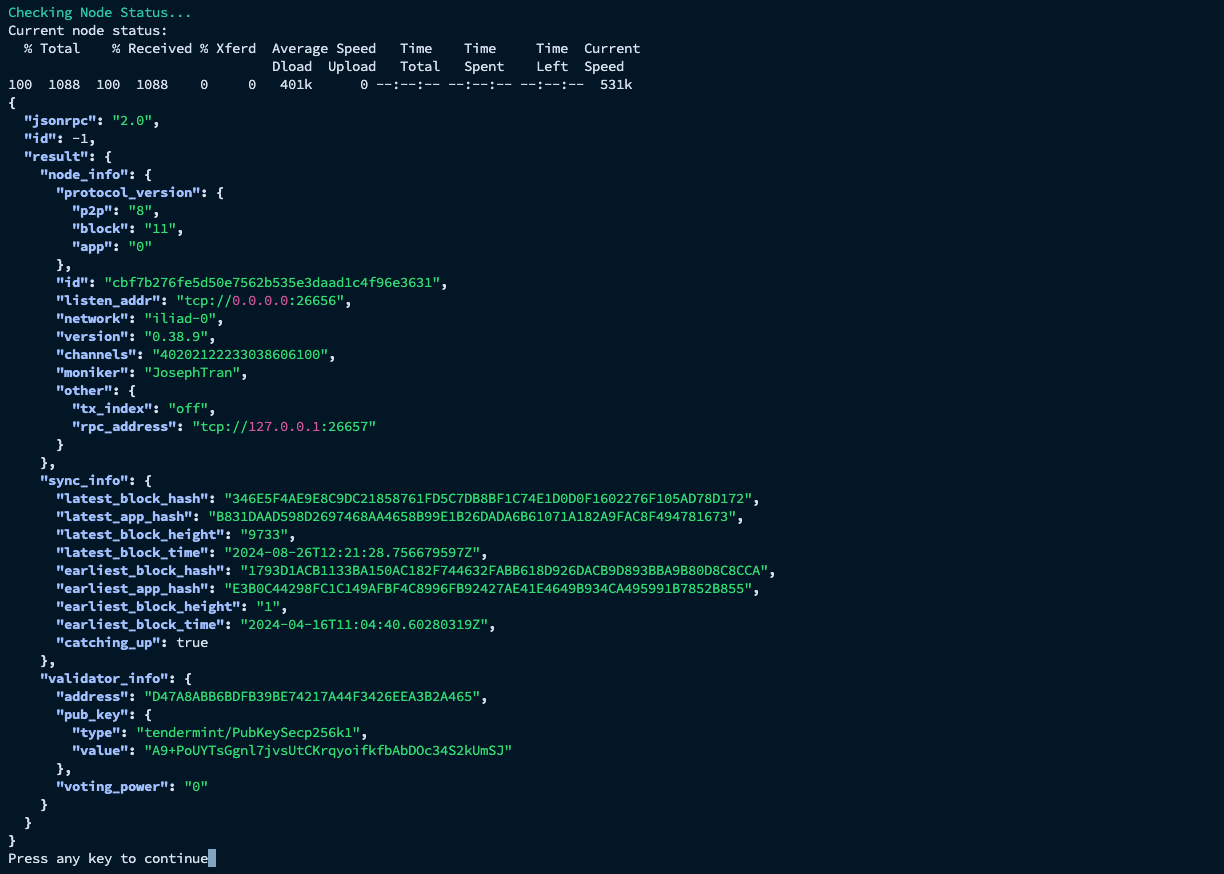 Checking Node Status...
Current node status:
  % Total    % Received % Xferd  Average Speed   Time    Time     Time  Current
                                 Dload  Upload   Total   Spent    Left  Speed
100  1088  100  1088    0     0   401k      0 --:--:-- --:--:-- --:--:--  531k
{
  "jsonrpc": "2.0",
  "id": -1,
  "result": {
    "node_info": {
      "protocol_version": {
        "p2p": "8",
        "block": "11",
        "app": "0"
      },
      "id": "cbf7b276fe5d50e7562b535e3daad1c4f96e3631",
      "listen_addr": "tcp://0.0.0.0:26656",
      "network": "iliad-0",
      "version": "0.38.9",
      "channels": "40202122233038606100",
      "moniker": "JosephTran",
      "other": {
        "tx_index": "off",
        "rpc_address": "tcp://127.0.0.1:26657"
      }
    },
    "sync_info": {
      "latest_block_hash": "346E5F4AE9E8C9DC21858761FD5C7DB8BF1C74E1D0D0F1602276F105AD78D172",
      "latest_app_hash": "B831DAAD598D2697468AA4658B99E1B26DADA6B61071A182A9FAC8F494781673",
      "latest_block_height": "9733",
      "latest_block_time": "2024-08-26T12:21:28.756679597Z",
      "earliest_block_hash": "1793D1ACB1133BA150AC182F744632FABB618D926DACB9D893BBA9B80D8C8CCA",
      "earliest_app_hash": "E3B0C44298FC1C149AFBF4C8996FB92427AE41E4649B934CA495991B7852B855",
      "earliest_block_height": "1",
      "earliest_block_time": "2024-04-16T11:04:40.60280319Z",
      "catching_up": true
    },
    "validator_info": {
      "address": "D47A8ABB6BDFB39BE74217A44F3426EEA3B2A465",
      "pub_key": {
        "type": "tendermint/PubKeySecp256k1",
        "value": "A9+PoUYTsGgnl7jvsUtCKrqyoifkfbAbDOc34S2kUmSJ"
      },
      "voting_power": "0"
    }
  }
}
Press any key to continue